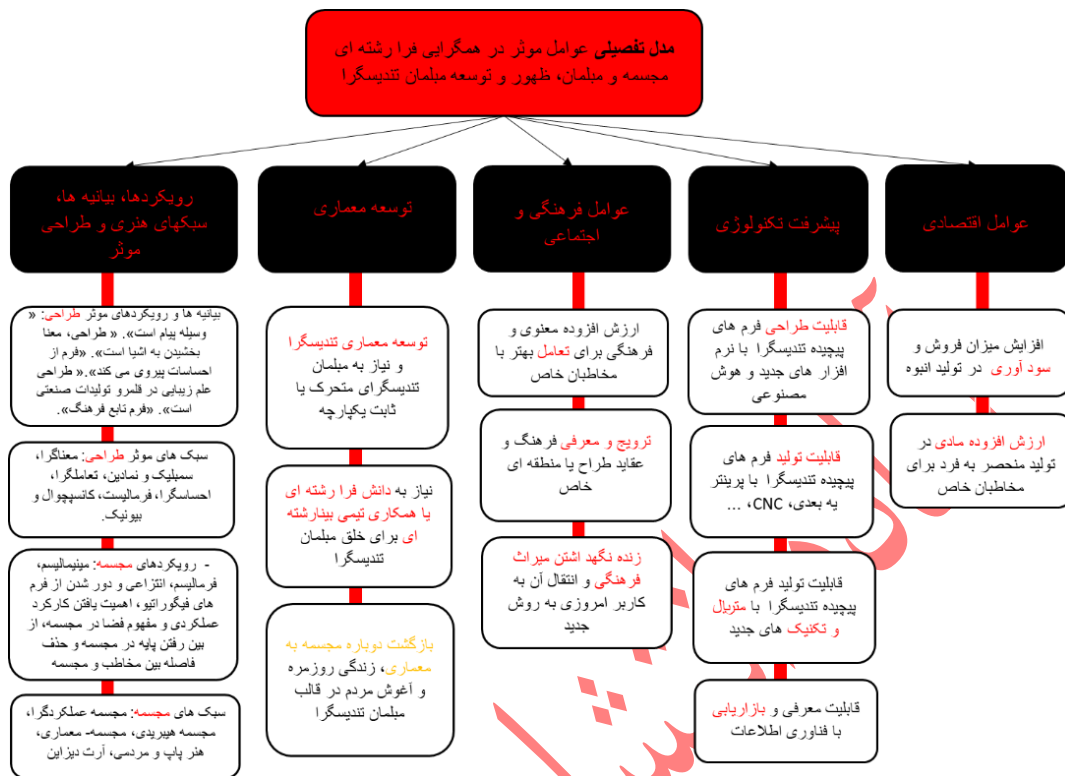 مدل تفصیلی عوامل موثر در همگرایی فرا رشته ای
مجسمه و مبلمان، ظهور و توسعه مبلمان تندیسگرا
عوامل اقتصادی
افزایش میزان فروش و
سود آوری در تولید انبوه
ارزش افزوده مادی در
تولید منحصر به فرد برای
مخاطبان خاص
پیشرفت تکنولوژی
قابلیت طراحی فرم های
پیچیده تندیسگرا با نرم
افزار های جدید و هوش
مصنوعی
قابلیت تولید فرم های
پیچیده تندیسگرا با پرینتر
یه بعدی، CNC، ...
قابلیت تولید فرم های
پیچیده تندیسگرا با متریال
و تکنیک های جدید
قابلیت معرفی و بازاریابی
با فناوری اطلاعات
عوامل فرهنگی و
اجتماعی
ارزش افزوده معنوی و
فرهنگی برای تعامل بهتر با
مخاطبان خاص
ترویج و معرفی فرهنگ و
عقاید طراح یا منطقه ای
خاص
زنده نگهد اشتن میراث
فرهنگی و انتقال آن به
کاربر امروزی به روش
جدید
توسعه معماری
توسعه معماری تندیسگرا
و نیاز به مبلمان
تندیسگرای متحرک یا
ثابت یکپارچه
نیاز به دانش فرا رشته ای
یا همکاری تیمی بینارشته
ای برای خلق مبلمان
تندیسگرا
بازگشت دوباره مجسمه به
معماری، زندگی روزمره
و آغوش مردم در قالب
مبلمان تندیسگرا
رویکردها، بیانیه ها،
سبکهای هنری و طراحی
موثر
بیانیه ها و رویکردهای موثر طراحی: «
وسیله پیام است». « طراحی، معنا
بخشیدن به اشیا است». «فرم از
احساسات پیروی می کند».« طراحی
علم زیبایی در قلمرو تولیدات صنعتی
است». «فرم تابع فرهنگ».
سبک های موثر طراحی: معناگرا،
سمبلیک و نمادین، تعاملگرا،
احساسگرا، فرمالیست، کانسپچوال و
بیونیک.
- رویکردهای مجسمه: مینیمالیسم،
فرمالیسم، انتزاعی و دور شدن از فرم
های فیگوراتیو، اهمیت یافتن کارکرد
عملکردی و مفهوم فضا در مجسمه، از
بین رفتن پایه در مجسمه و حذف
فاصله بین مخاطب و مجسمه
سبک های مجسمه: مجسمه عملکردگرا،
مجسمه هیبریدی، مجسمه- معماری،
هنر پاپ و مردمی، آرت دیزاین